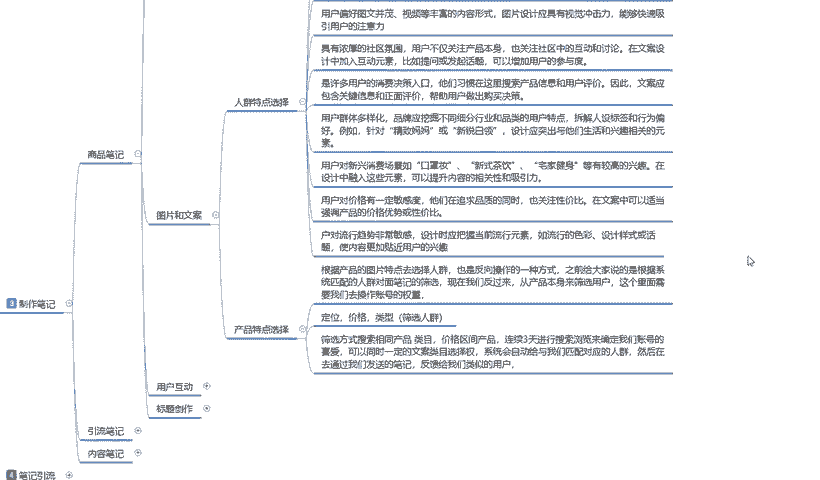 用户偏好图文并茂、视频等丰富的内容形式，图片设计应具有视觉冲击力，能够快速吸
引用户的注意力
具有浓厚的社区氛围，用户不仅关注产品本身，也关注社区中的互动和讨论。在文案设
计中加入互动元素，比如提问或发起话题，可以增加用户的参与度。
是许多用户的消费决策入口，他们习惯在这里搜索产品信息和用户评价。因此，文案应
包含关键信息和正面评价，帮助用户做出购买决策。
人群特点选择
用户群体多样化，品牌应挖掘不同细分行业和品类的用户特点，拆解人设标签和行为偏
好。例如，针对“精致妈妈”或“新锐白领”，设计应突出与他们生活和兴趣相关的元
素。
商品笔记
用户对新兴消费场景如“口罩妆”、“新式茶饮”、“宅家健身”等有较高的兴趣。在
设计中融入这些元素，可以提升内容的相关性和吸引力。
用户对价格有一定敏感度，他们在追求品质的同时，也关注性价比。在文案中可以适当
强调产品的价格优势或性价比。
图片和文案
户对流行趋势非常敏感，设计时应把握当前流行元素，如流行的色彩、设计样式或活
题，使内容更加贴近用户的兴趣
根据产品的图片特点去选择人群，也是反向操作的一种方式，之前给大家说的是根据系
统匹配的人群对面笔记的筛选，现在我们反过来，从产品本身来筛选用户，这个里面需
要我们去操作账号的权重，
3 制作笔记
定位，价格，类型（筛选人群）
产品特点选择
筛选方式搜索相同产品 类目，价格区间产品，连续3天进行搜索浏览来确定我们账号的
喜爱，可以同时一定的文案类目选择权，系统会自动给与我们匹配对应的人群，然后在
去通过我们发送的笔记，反馈给我们类似的用户，
用户互动
标题创作
引流笔记
内容笔记
4 笔记引流